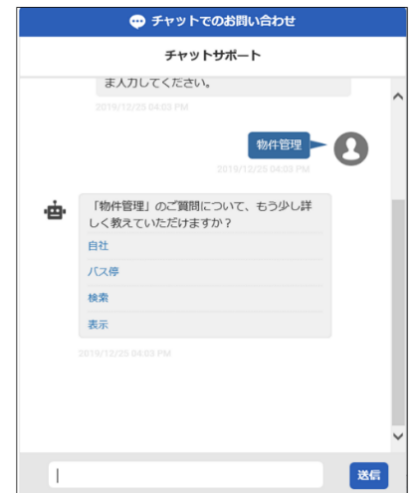 チャットでのお問い合わせ
チャットサポート
ま入力してください。
2019/12/25 04:03 PM
物件管理
2019/12/25 04:03 PM
「物件管理」のご質問について、もう少し詳
しく教えていただけますか？
自社
バス停
検索
表示
2019/12/25 04:03 PM
送信